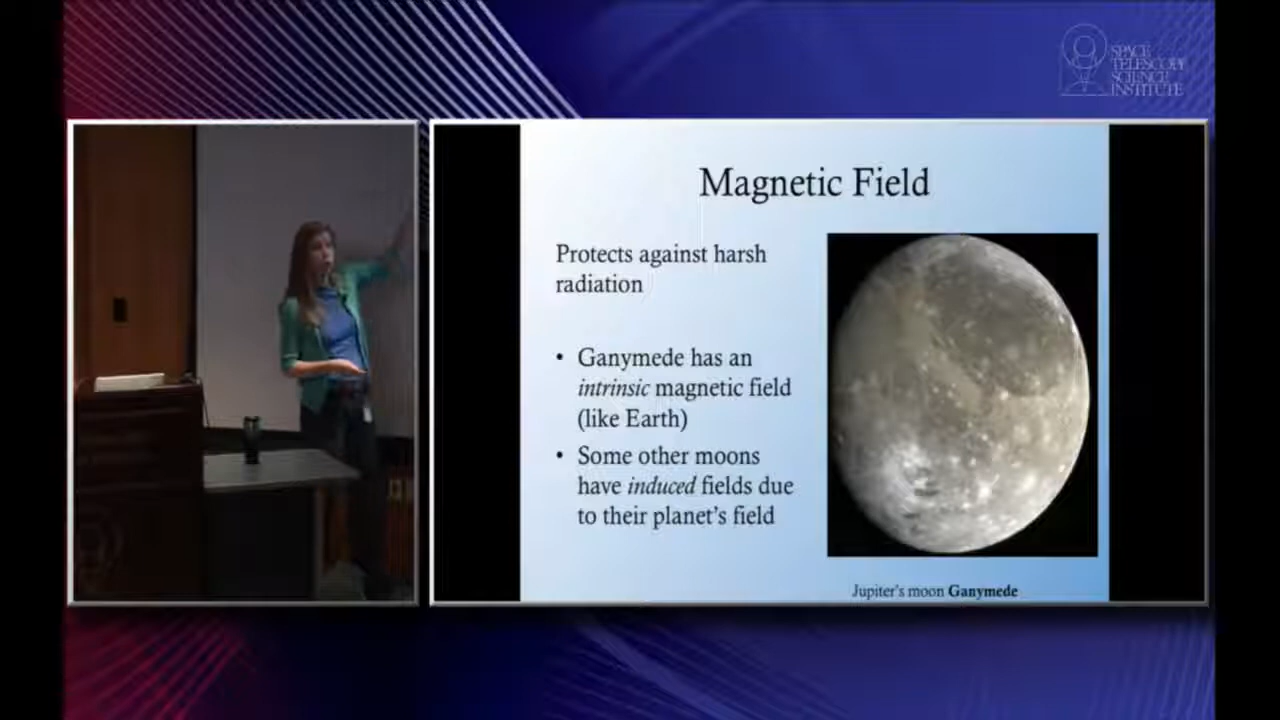 SPACE
TELESCOPE
SCIENCE
INSTITUTE
Magnetic Field
Protects against harsh
radiation
• Ganymede has an
intrinsic magnetic field
(like Earth)
• Some other moons
have induced fields due
to their planet's field
Jupiter's moon Ganymede